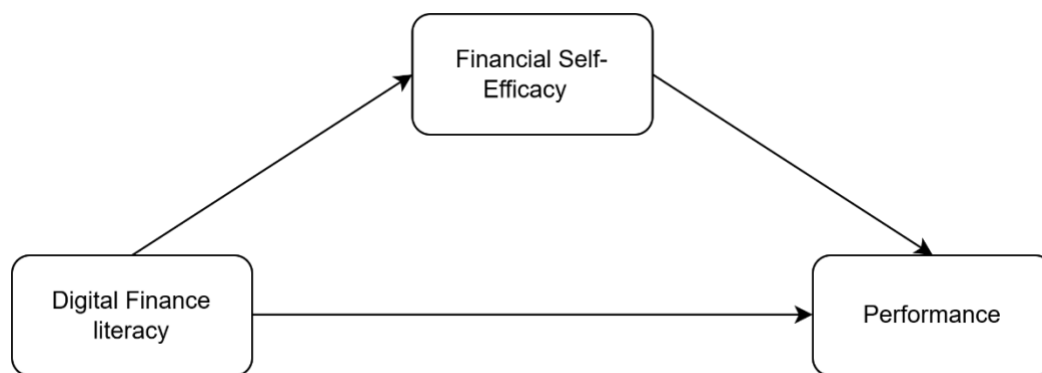 Financial Self-
Efficacy
Digital Finance
literacy
Performance